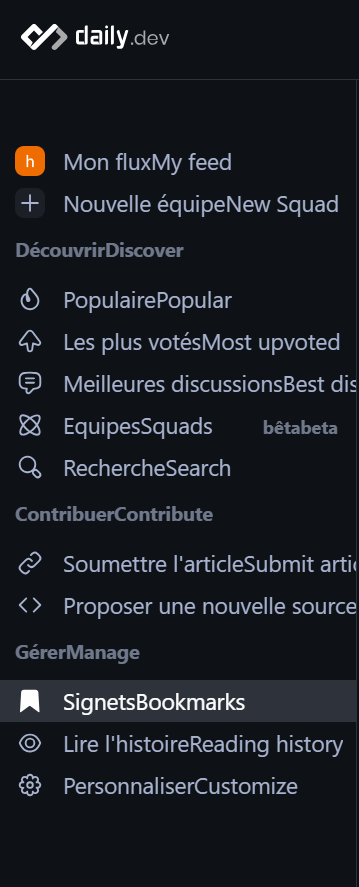 daily.dev
h
Mon fluxMy feed
Nouvelle équipeNew Squad
DécouvrirDiscover
PopulairePopular
Les plus votésMost upvoted
Meilleures discussionsBest dis
EquipesSquads bêtabeta
RechercheSearch
ContribuerContribute
Soumettre l'articleSubmit artic
Proposer une nouvelle source
GérerManage
SignetsBookmarks
Lire l'histoireReading history
PersonnaliserCustomize